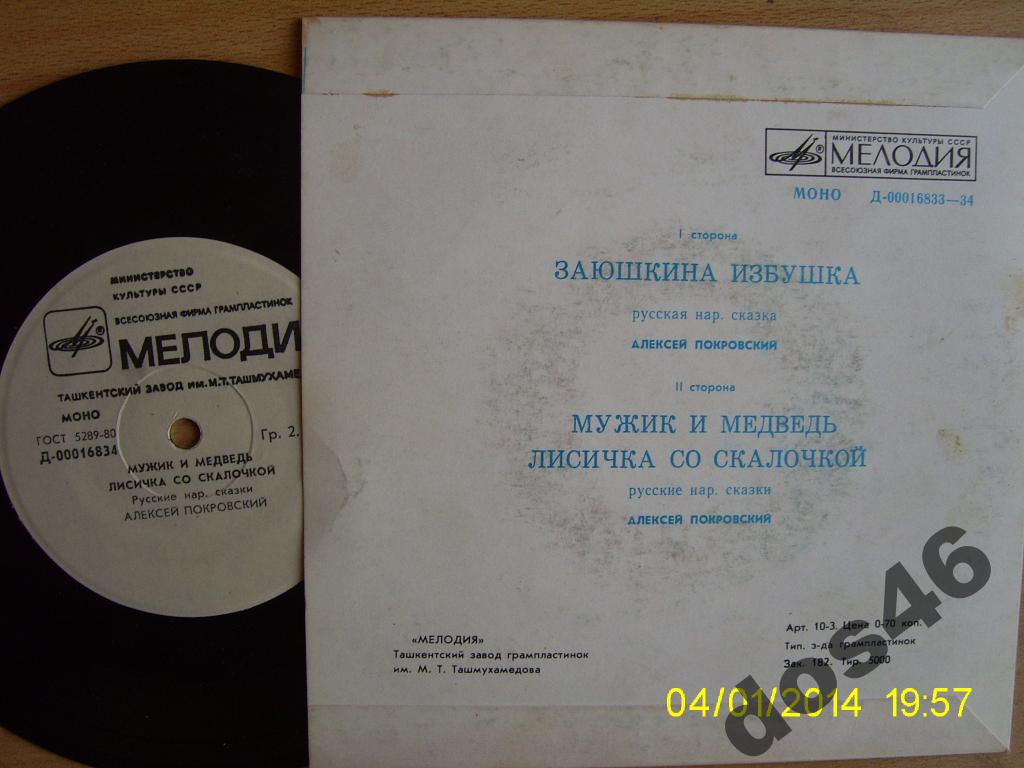 МИНИСТЕРСТВО
КУЛЬТУРЫ СССР
ВСЕСОЮЗНАЯ ФИРМА ГРАМПЛАСТИНОК
МЕЛОДИ
ТАШКЕНТСКИЙ ЗАВОД ИМ. М.Т.ТАШМУХАМЕ
МОНО
ГОСТ 5289-80
Гр. 2.
Д-00016834
МУЖИК И МЕДВЕДЬ
ЛИСИЧКА СО СКАЛОЧКОЙ
Русские нар. сказки
АЛЕКСЕЙ ПОКРОВСКИЙ
МИНИСТЕРСТВО КУЛЬТУРЫ СССР
® МЕЛОДИЯ
ВСЕСОЮЗНАЯ ФИРМА ГРАМПЛАСТИНОК
МОНО Д-00016833—34
I сторона
ЗАЮШКИНА ИЗБУШКА
русская нар. сказка
АЛЕКСЕЙ ПОКРОВСКИЙ
II сторона
МУЖИК И МЕДВЕДЬ
ЛИСИЧКА СО СКАЛОЧКОЙ
русские нар. сказки
АЛЕКСЕЙ ПОКРОВСКИЙ
«МЕЛОДИЯ»
Ташкентский завод грампластинок
им. М. Т. Ташмухамедова
Арт. 10-3. Цена 0-70 коп.
Тип. з-да грампластинок
Зак. 182. Тир. 5000
dos46
04/01/2014 19:57